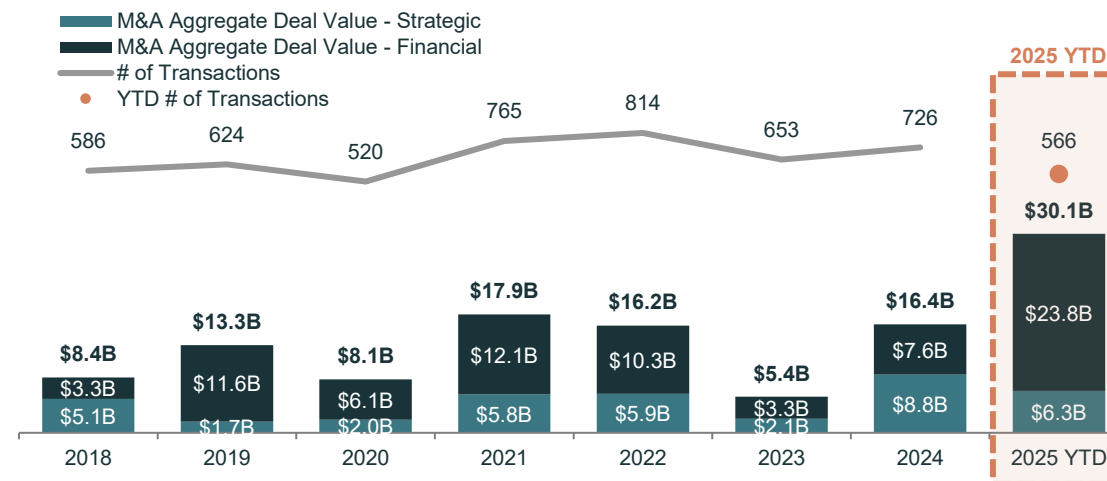 M&A Aggregate Deal Value - Strategic
M&A Aggregate Deal Value - Financial
# of Transactions
YTD # of Transactions
2025 YTD
586
624
520
765
814
653
726
566
$8.4B
$13.3B
$8.1B
$17.9B
$16.2B
$5.4B
$16.4B
$30.1B
$3.3B
$11.6B
$6.1B
$12.1B
$10.3B
$3.3B
$7.6B
$23.8B
$5.1B
$1.7B
$2.0B
$5.8B
$5.9B
$2.1B
$8.8B
$6.3B
2018
2019
2020
2021
2022
2023
2024
2025 YTD